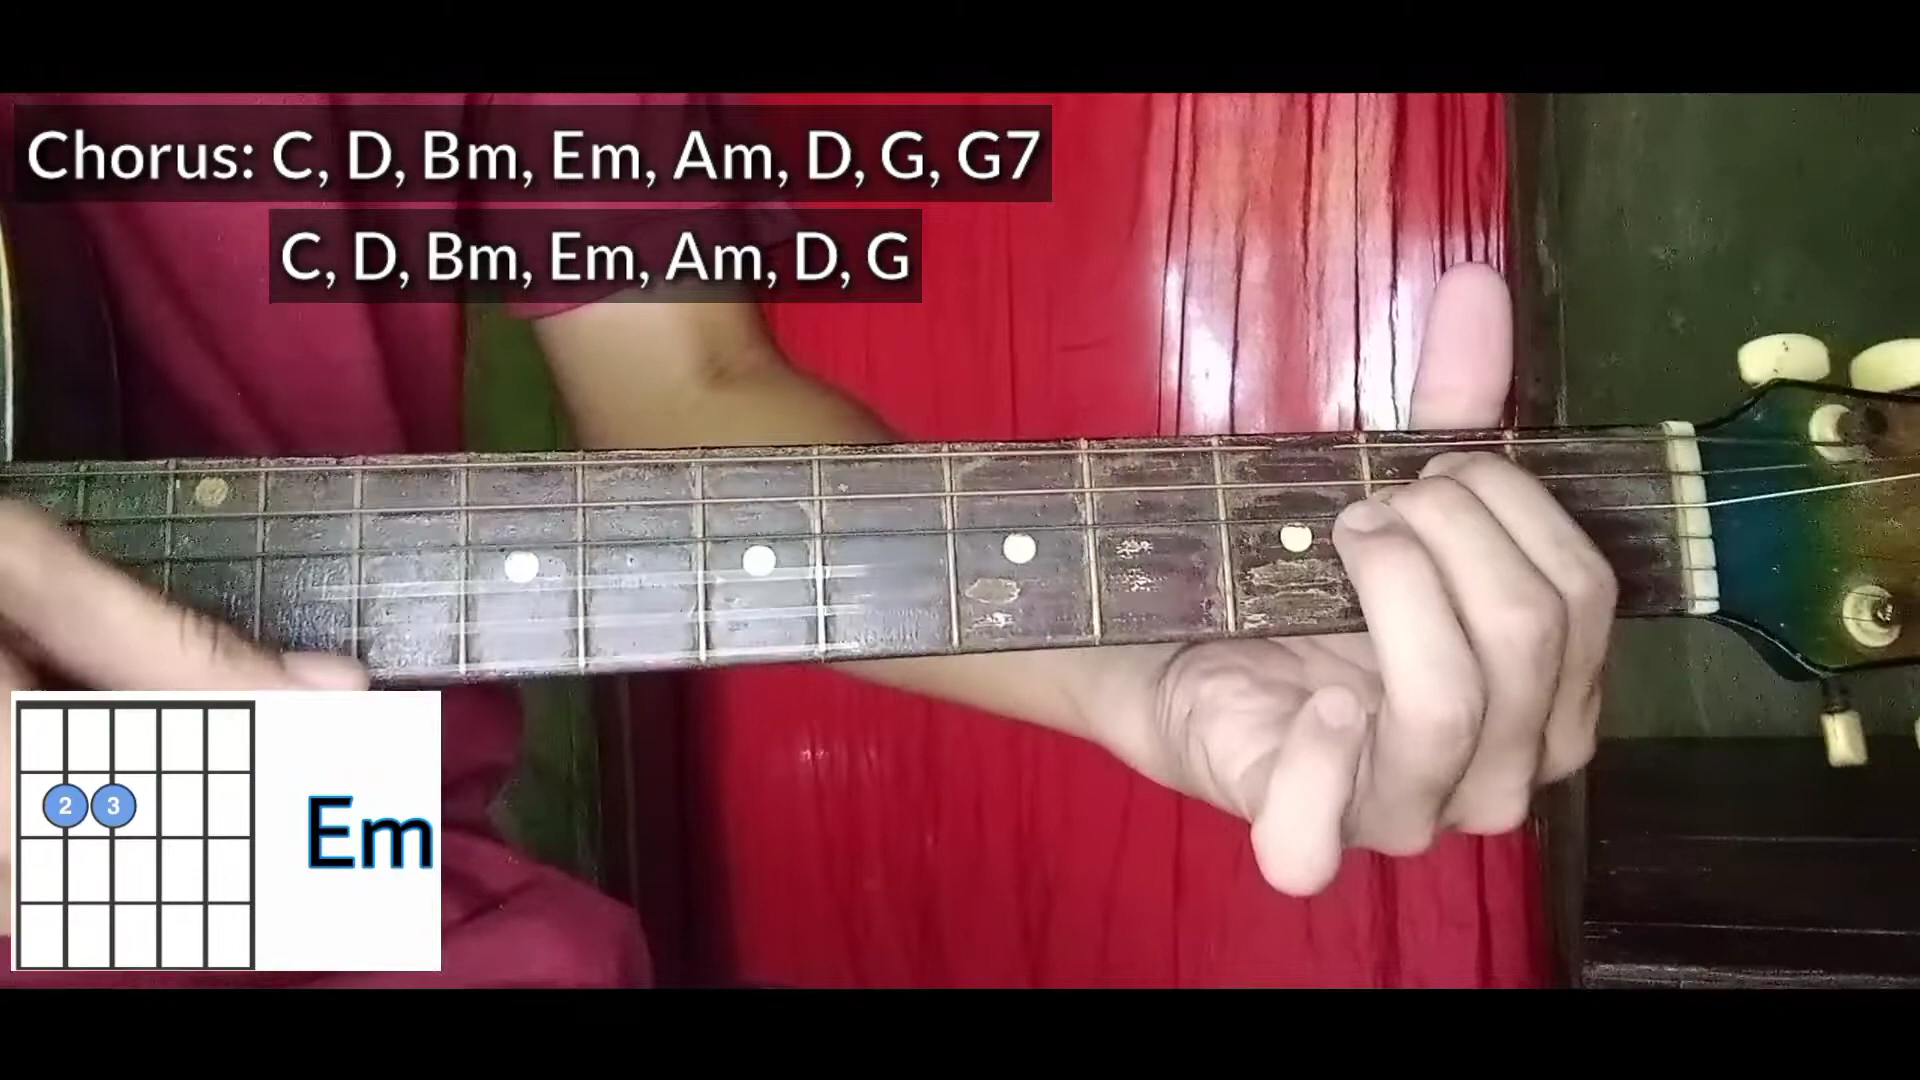 Chorus: C, D, Bm, Em, Am, D, G, G7
C, D, Bm, Em, Am, D, G
2 3
Em